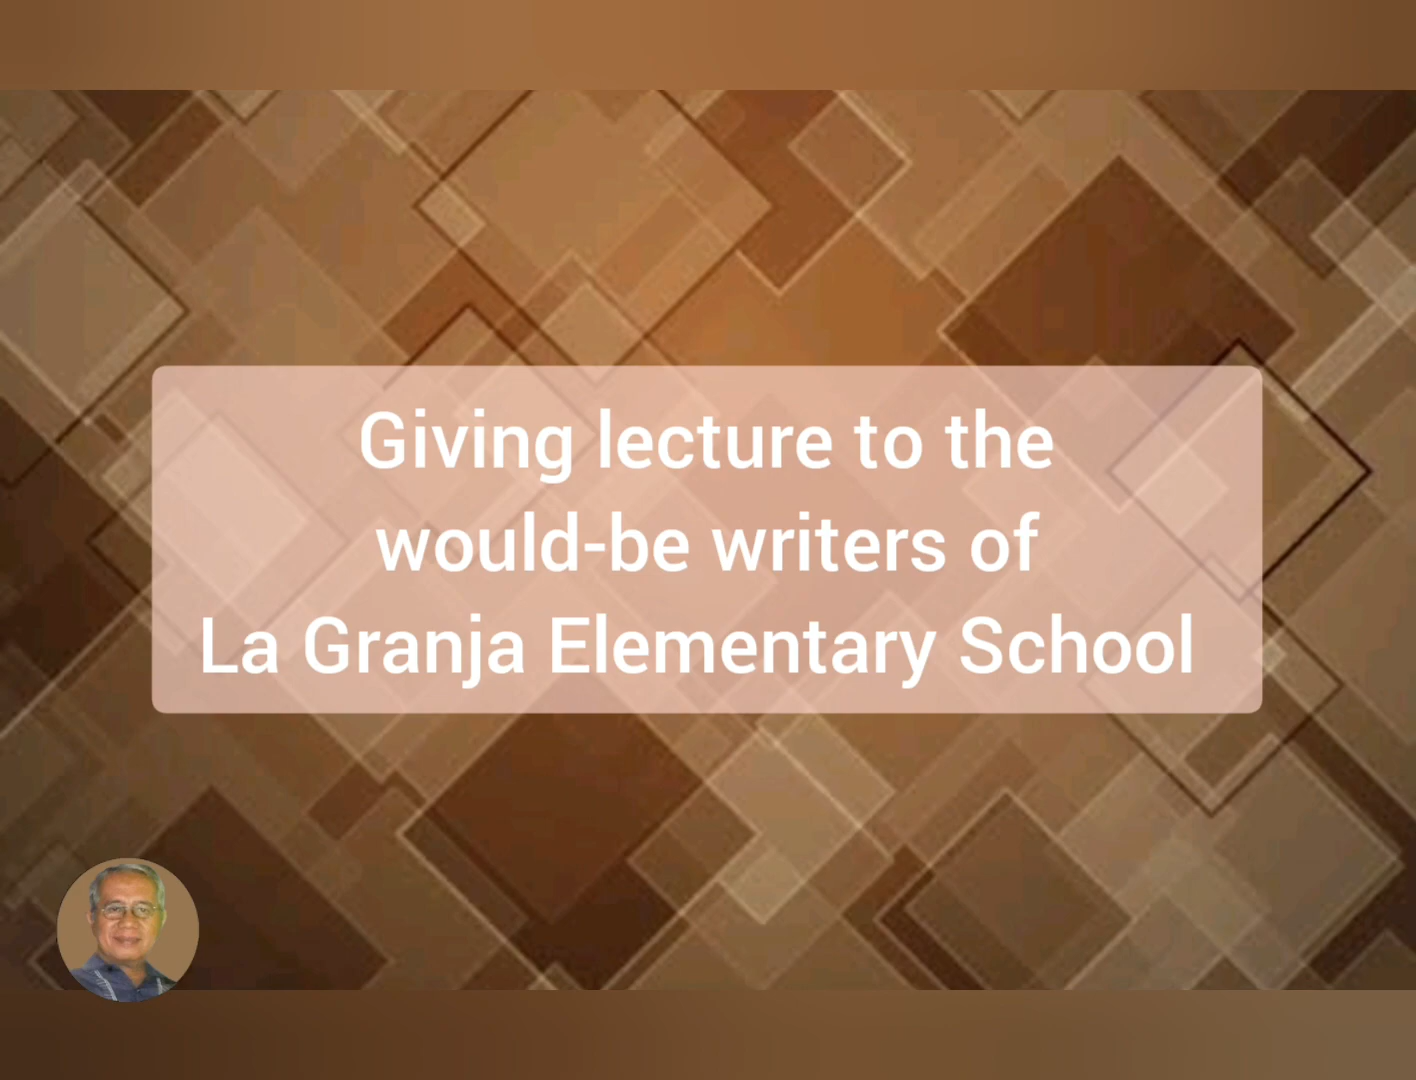 Giving lecture to the
would-be writers of
La Granja Elementary School